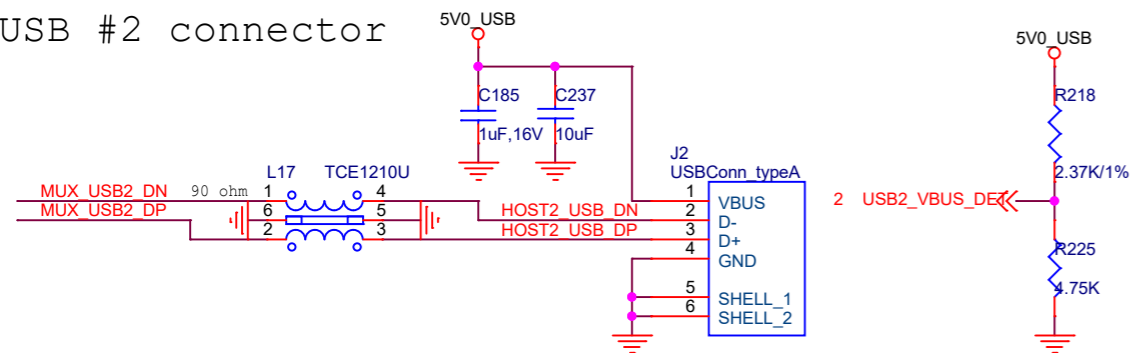 USB #2 connector
5V0_USB
5V0_USB
C185
C237
R218
1uF,16V
10uF
J2
USBConn_typeA
L17
TCE1210U
2.37K/1%
MUX_USB2_DN
90 ohm
1
4
1
VBUS
2
USB2_VBUS_DET
MUX_USB2_DP
6
5
HOST2_USB_DN
2
D-
2
3
HOST2_USB_DP
3
D+
4
GND
R225
5
SHELL_1
4.75K
6
SHELL_2